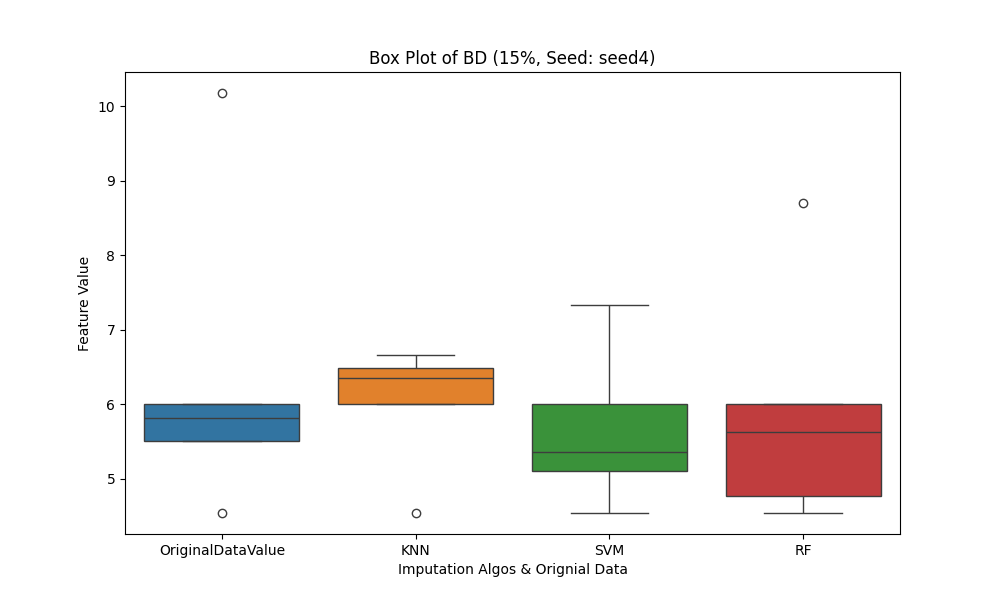 Box Plot of BD (15%, Seed: seed4)
Feature Value
10
9
8
7
6
5
OriginalDataValue
KNN
SVM
RF
Imputation Algos & Orignial Data